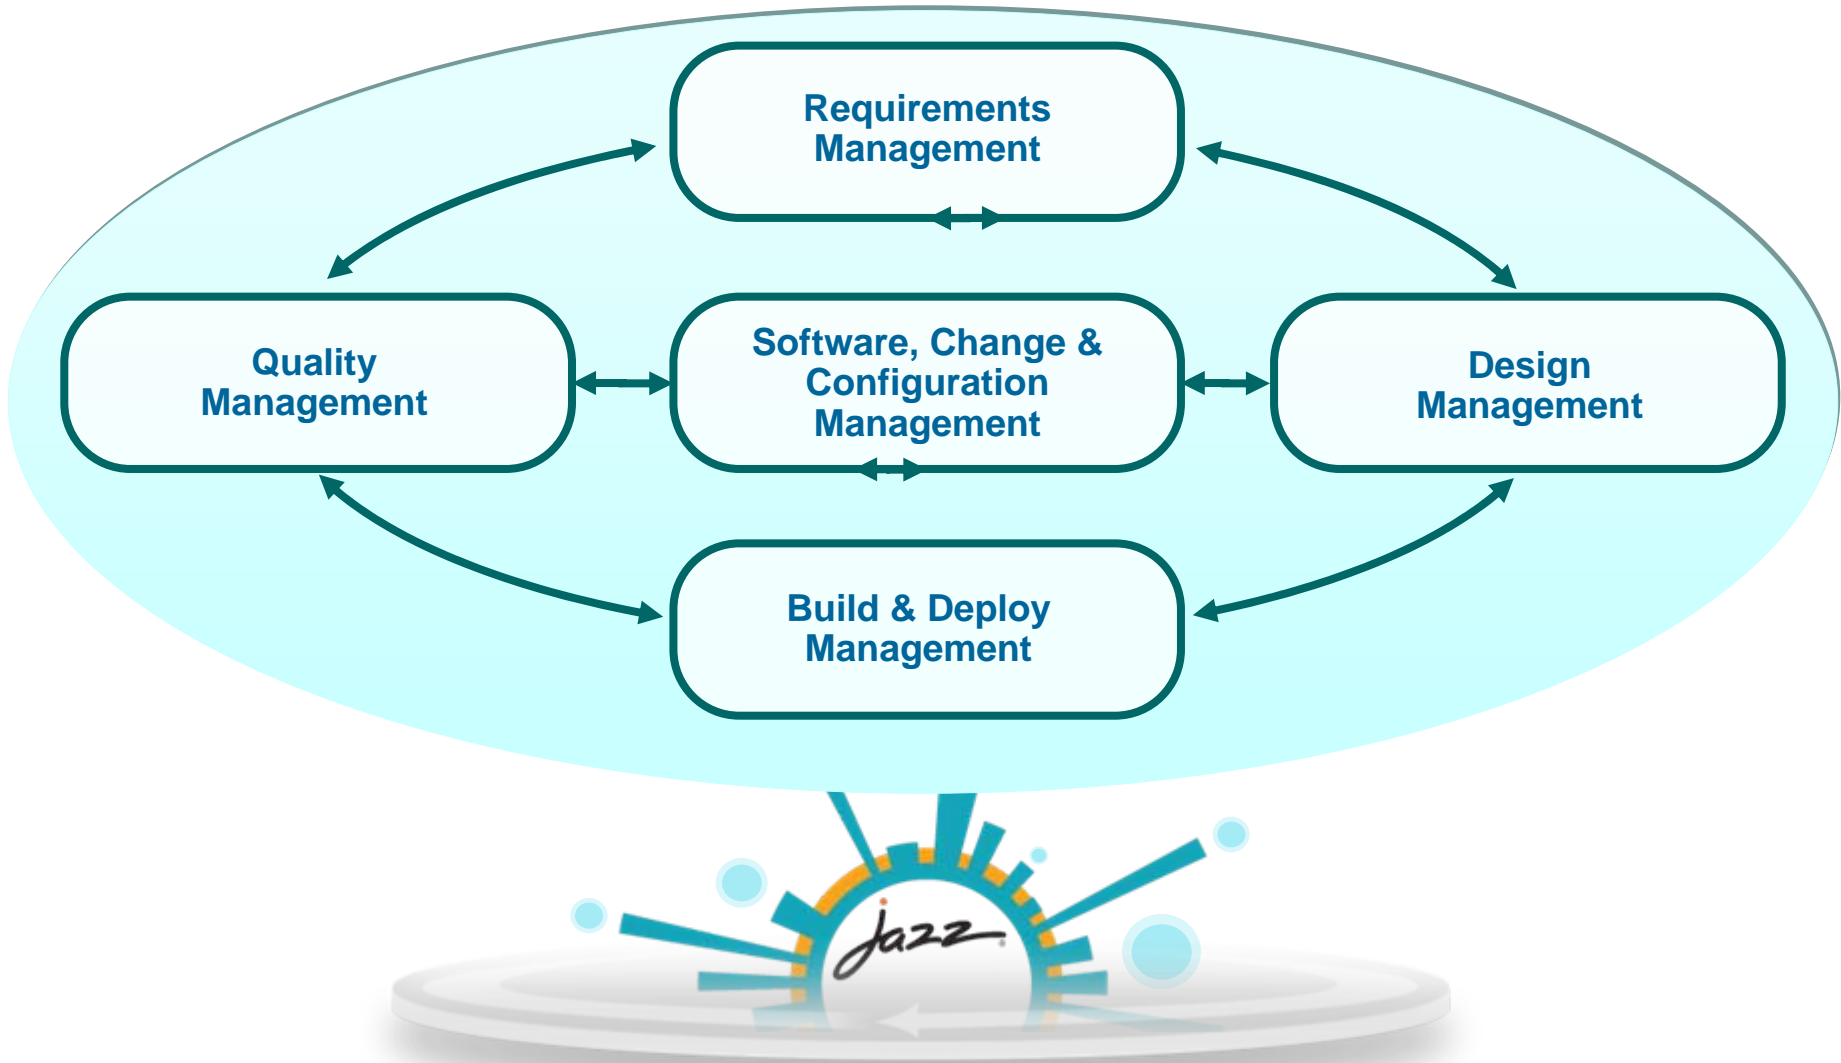 Requirements
Management
Quality
Management
Software, Change &
Configuration
Management
Design
Management
Build & Deploy
Management
jazz